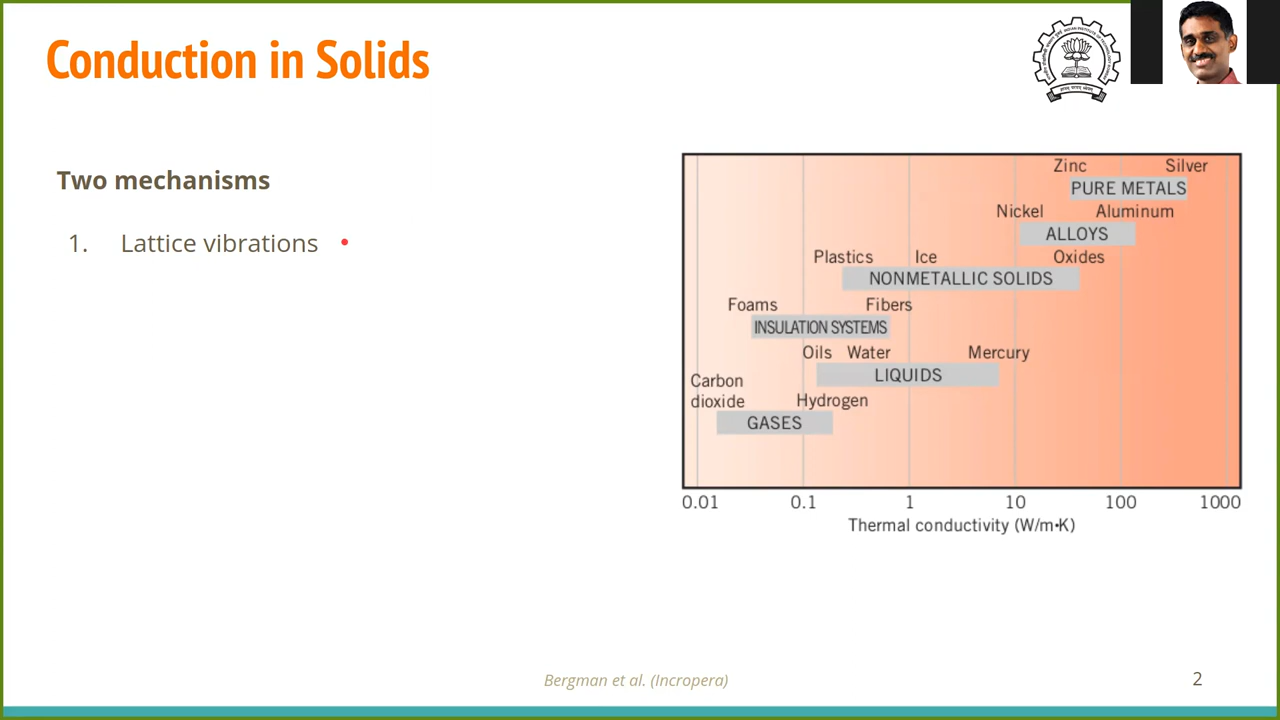 Conduction in Solids
Two mechanisms
1. Lattice vibrations
Zinc Silver
PURE METALS
Nickel Aluminum
ALLOYS
Plastics Ice Oxides
NONMETALLIC SOLIDS
Foams Fibers
INSULATION SYSTEMS
Oils Water Mercury
LIQUIDS
Carbon
dioxide Hydrogen
GASES
0.01 0.1 1 10 100 1000
Thermal conductivity (W/m•K)
Bergman et al. (Incropera)
2